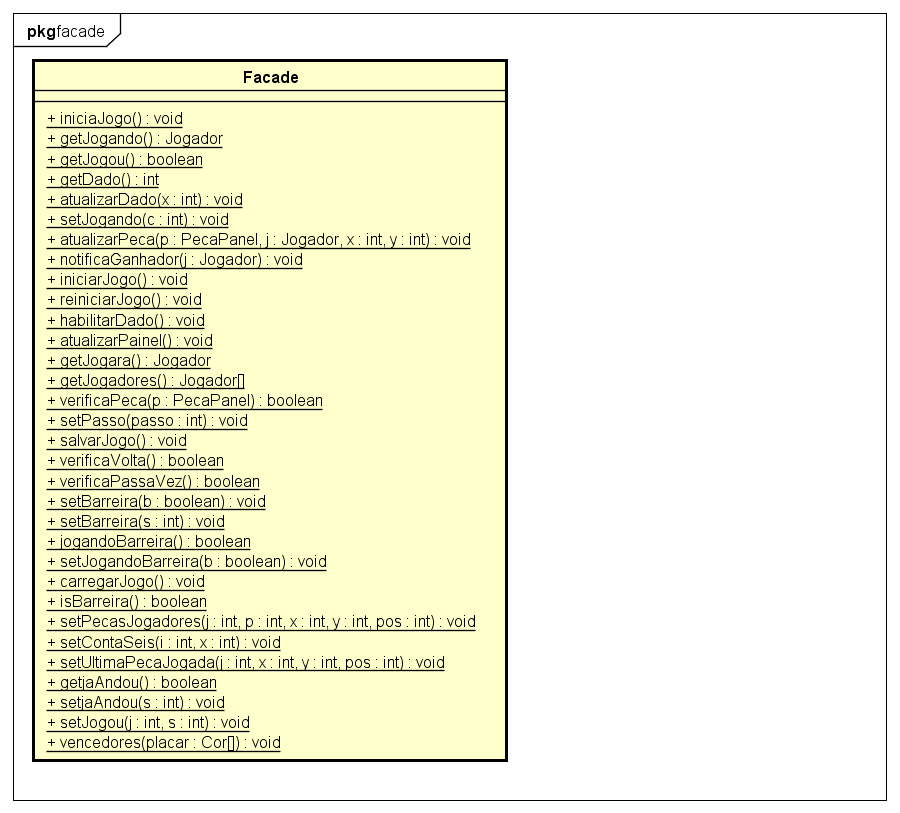 pkg facade
Facade
+ iniciaJogo() : void
+ getJogando() : Jogador
+ getJogou() : boolean
+ getDado() : int
+ atualizarDado(x : int) : void
+ setJogando(c : int) : void
+ atualizarPeca(p : PecaPanel, j : Jogador, x : int, y : int) : void
+ notificaGanhador(j : Jogador) : void
+ iniciarJogo() : void
+ reiniciarJogo() : void
+ habilitarDado() : void
+ atualizarPainel() : void
+ getJogara() : Jogador
+ getJogadores() : Jogador[]
+ verificaPeca(p : PecaPanel) : boolean
+ setPasso(passo : int) : void
+ salvarJogo() : void
+ verificaVolta() : boolean
+ verificaPassaVez() : boolean
+ setBarreira(b : boolean) : void
+ setBarreira(s : int) : void
+ jogandoBarreira() : boolean
+ setJogandoBarreira(b : boolean) : void
+ carregarJogo() : void
+ isBarreira() : boolean
+ setPecasJogadores(j : int, p : int, x : int, y : int, pos : int) : void
+ setContaSeis(i : int, x : int) : void
+ setUltimaPecaJogada(j : int, x : int, y : int, pos : int) : void
+ getjaAndou() : boolean
+ setjaAndou(s : int) : void
+ setJogou(j : int, s : int) : void
+ vencedores(placar : Cor[]) : void